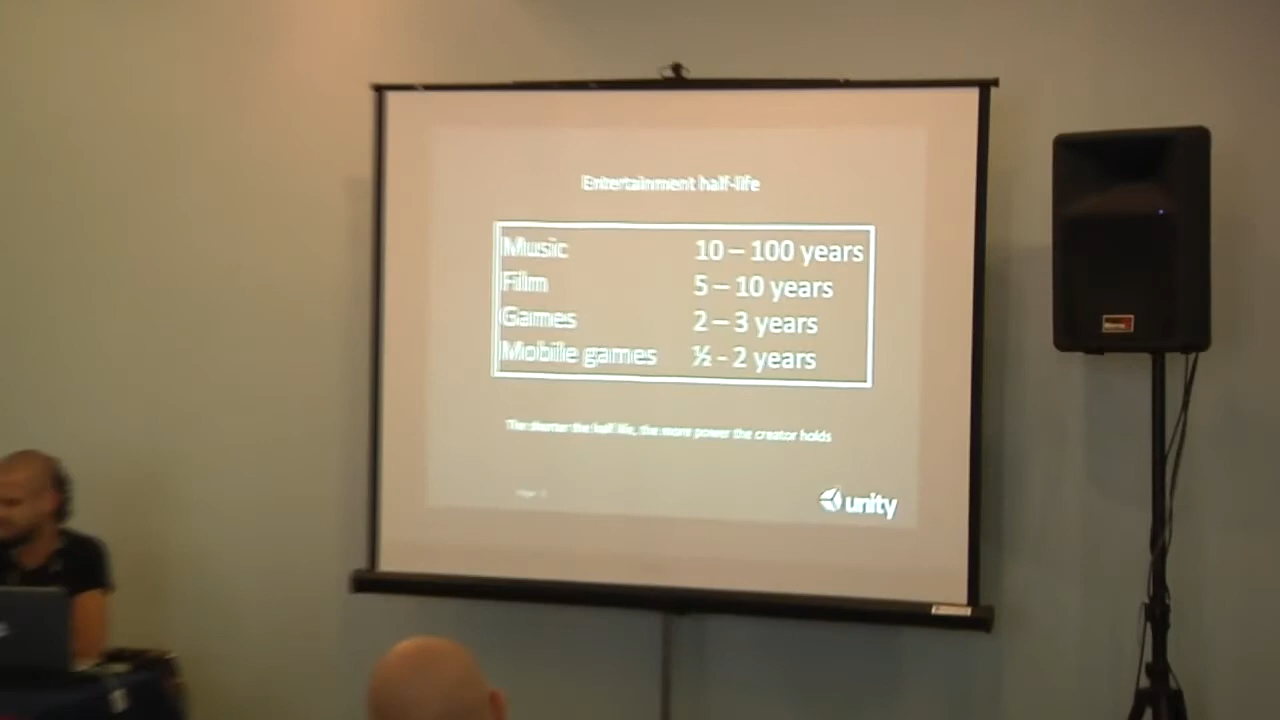 Entertainment half-life
Music 10 – 100 years
Film 5 – 10 years
Games 2 – 3 years
Mobile games ½ - 2 years
The shorter the half life, the more power the creator holds
unity